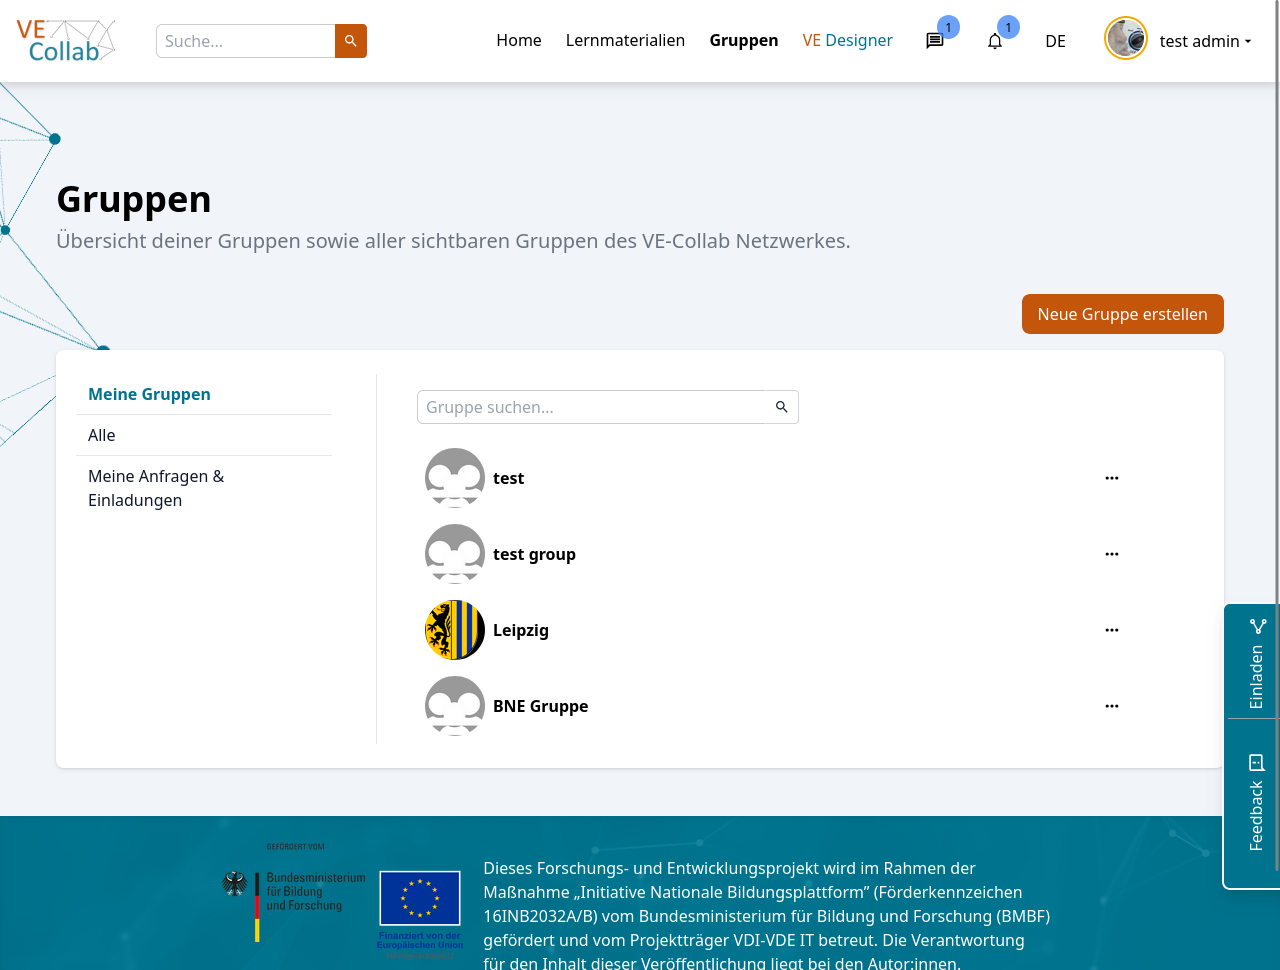 VE
Collab
Suche...
Home
Lernmaterialien
Gruppen
VE Designer
1
1
DE
test admin
Gruppen
Übersicht deiner Gruppen sowie aller sichtbaren Gruppen des VE-Collab Netzwerkes.
Neue Gruppe erstellen
Meine Gruppen
Alle
Meine Anfragen &
Einladungen
Gruppe suchen...
test
test group
Leipzig
BNE Gruppe
Einladen
Feedback
GEFÖRDERT VOM
Bundesministerium
für Bildung
und Forschung
Finanziert von der
Europäischen Union
Dieses Forschungs- und Entwicklungsprojekt wird im Rahmen der
Maßnahme „Initiative Nationale Bildungsplattform” (Förderkennzeichen
16INB2032A/B) vom Bundesministerium für Bildung und Forschung (BMBF)
gefördert und vom Projektträger VDI-VDE IT betreut. Die Verantwortung
für den Inhalt dieser Veröffentlichung liegt bei den Autor:innen.